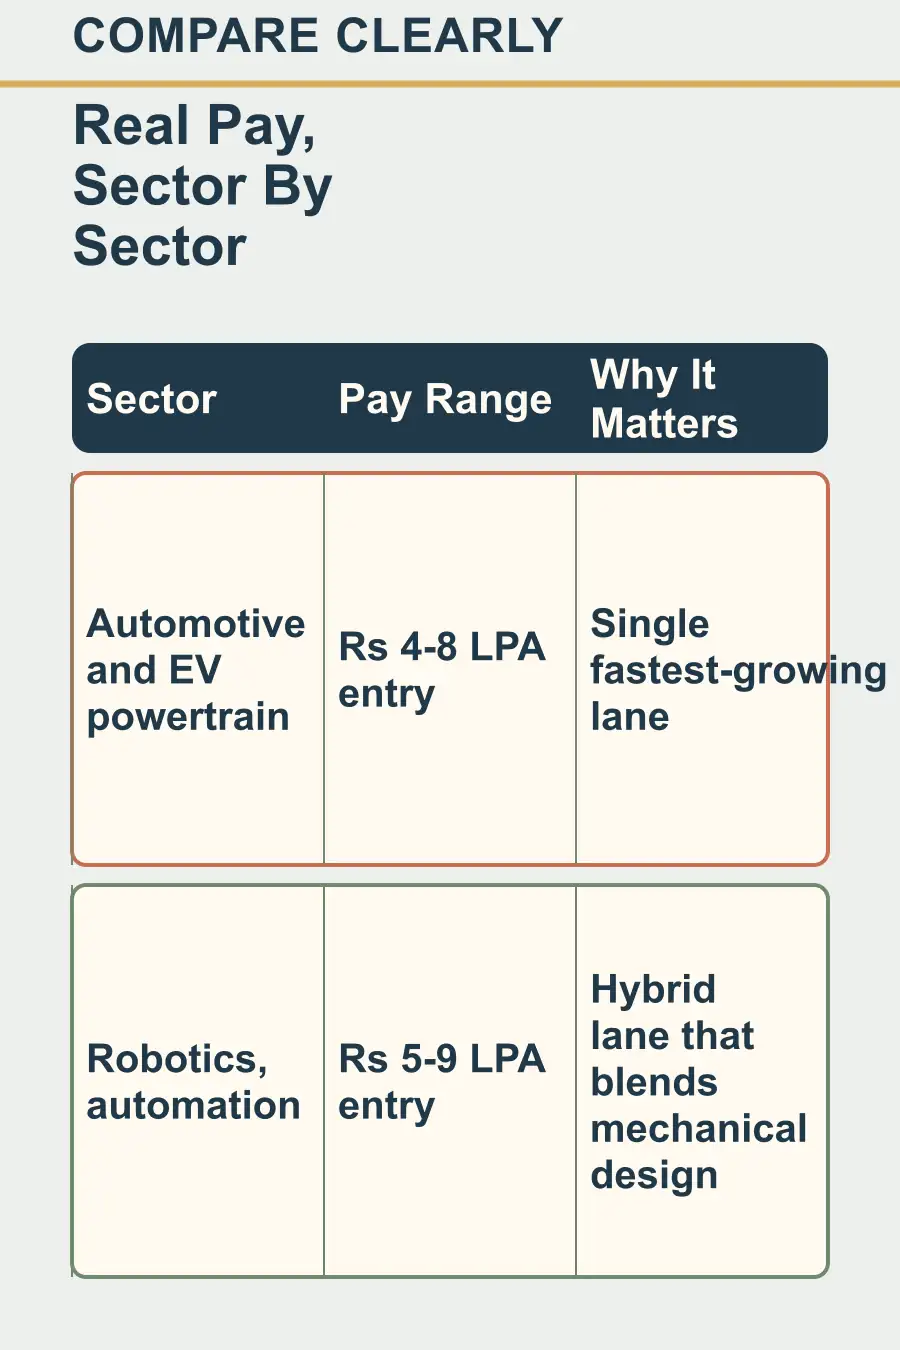 COMPARE CLEARLY
Real Pay,
Sector By
Sector
Sector
Pay Range
Why It
Matters
Automotive
and EV
powertrain
Rs 4-8 LPA
entry
Single
fastest-growing
lane
Robotics,
automation
Rs 5-9 LPA
entry
Hybrid
lane that
blends
mechanical
design